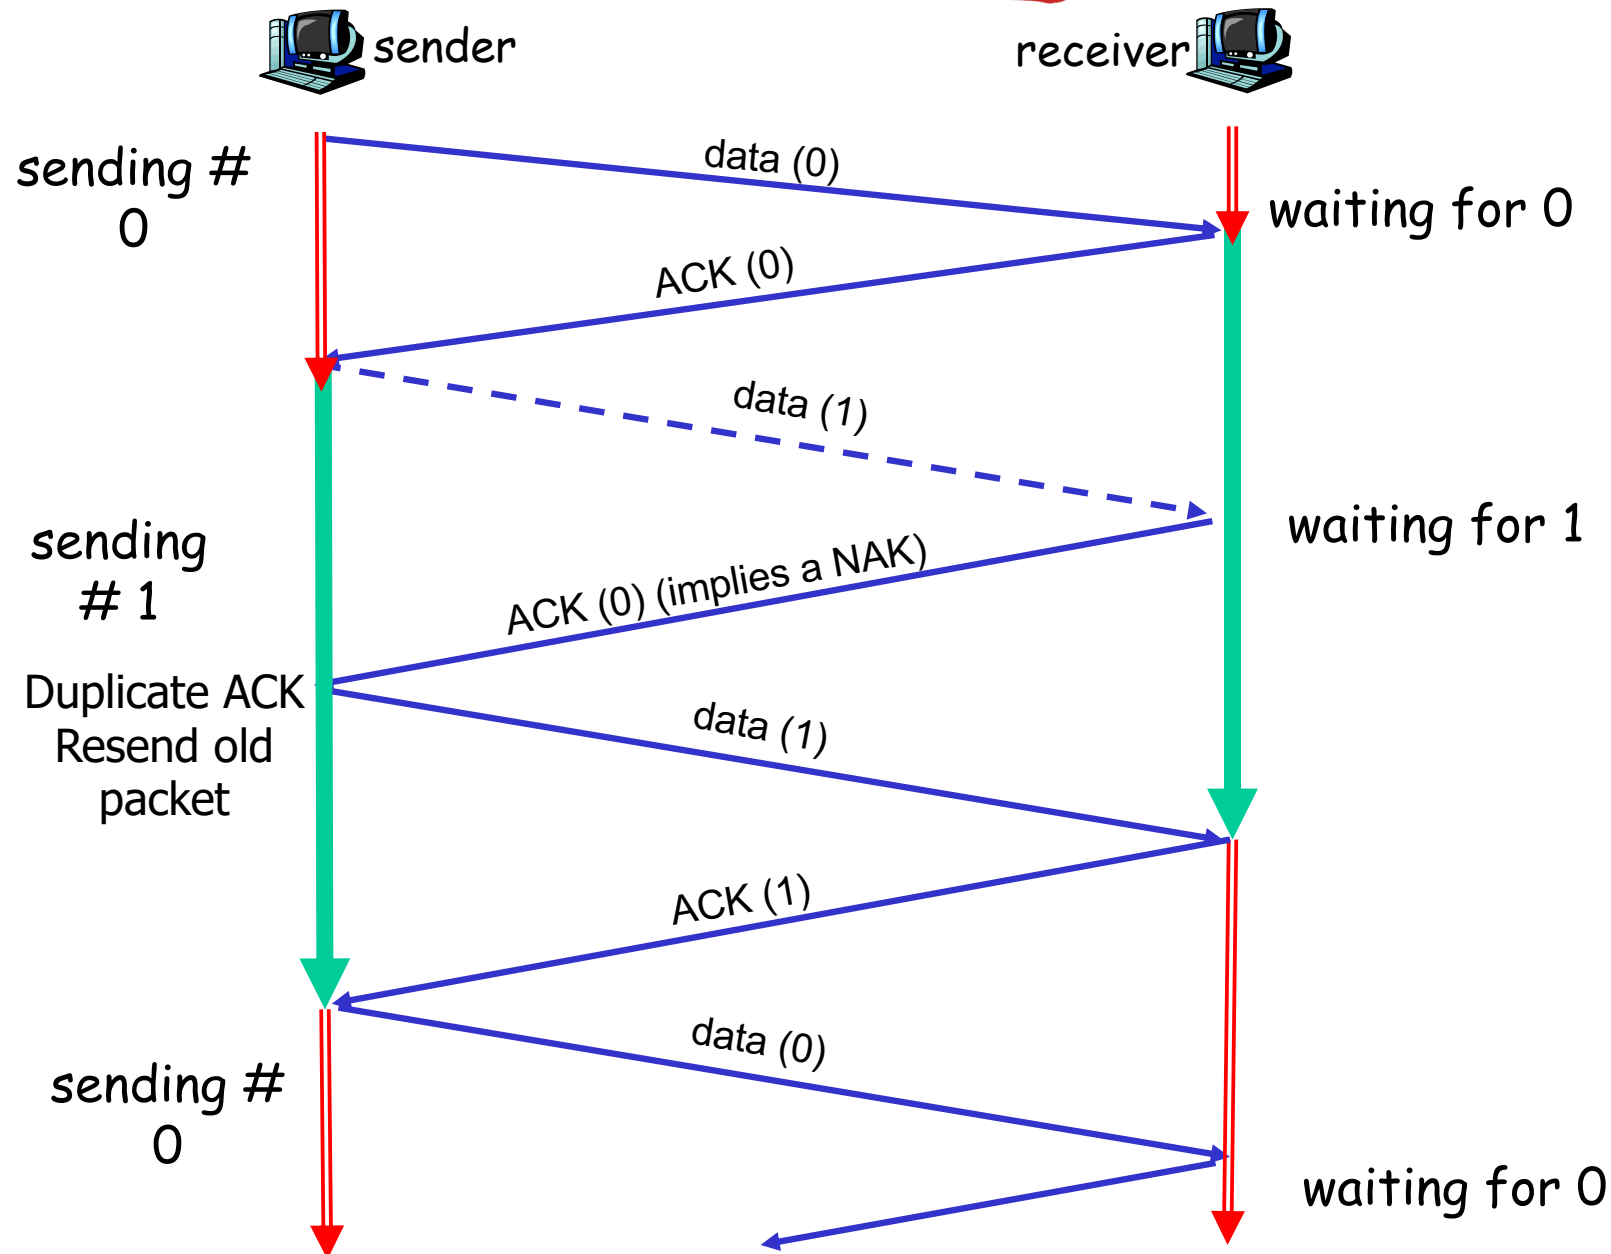 sender
receiver
data (0)
sending #
0
waiting for 0
ACK (0)
data (1)
waiting for 1
sending
# 1
ACK (0) (implies a NAK)
Duplicate ACK
Resend old
packet
data (1)
ACK (1)
data (0)
sending #
0
waiting for 0